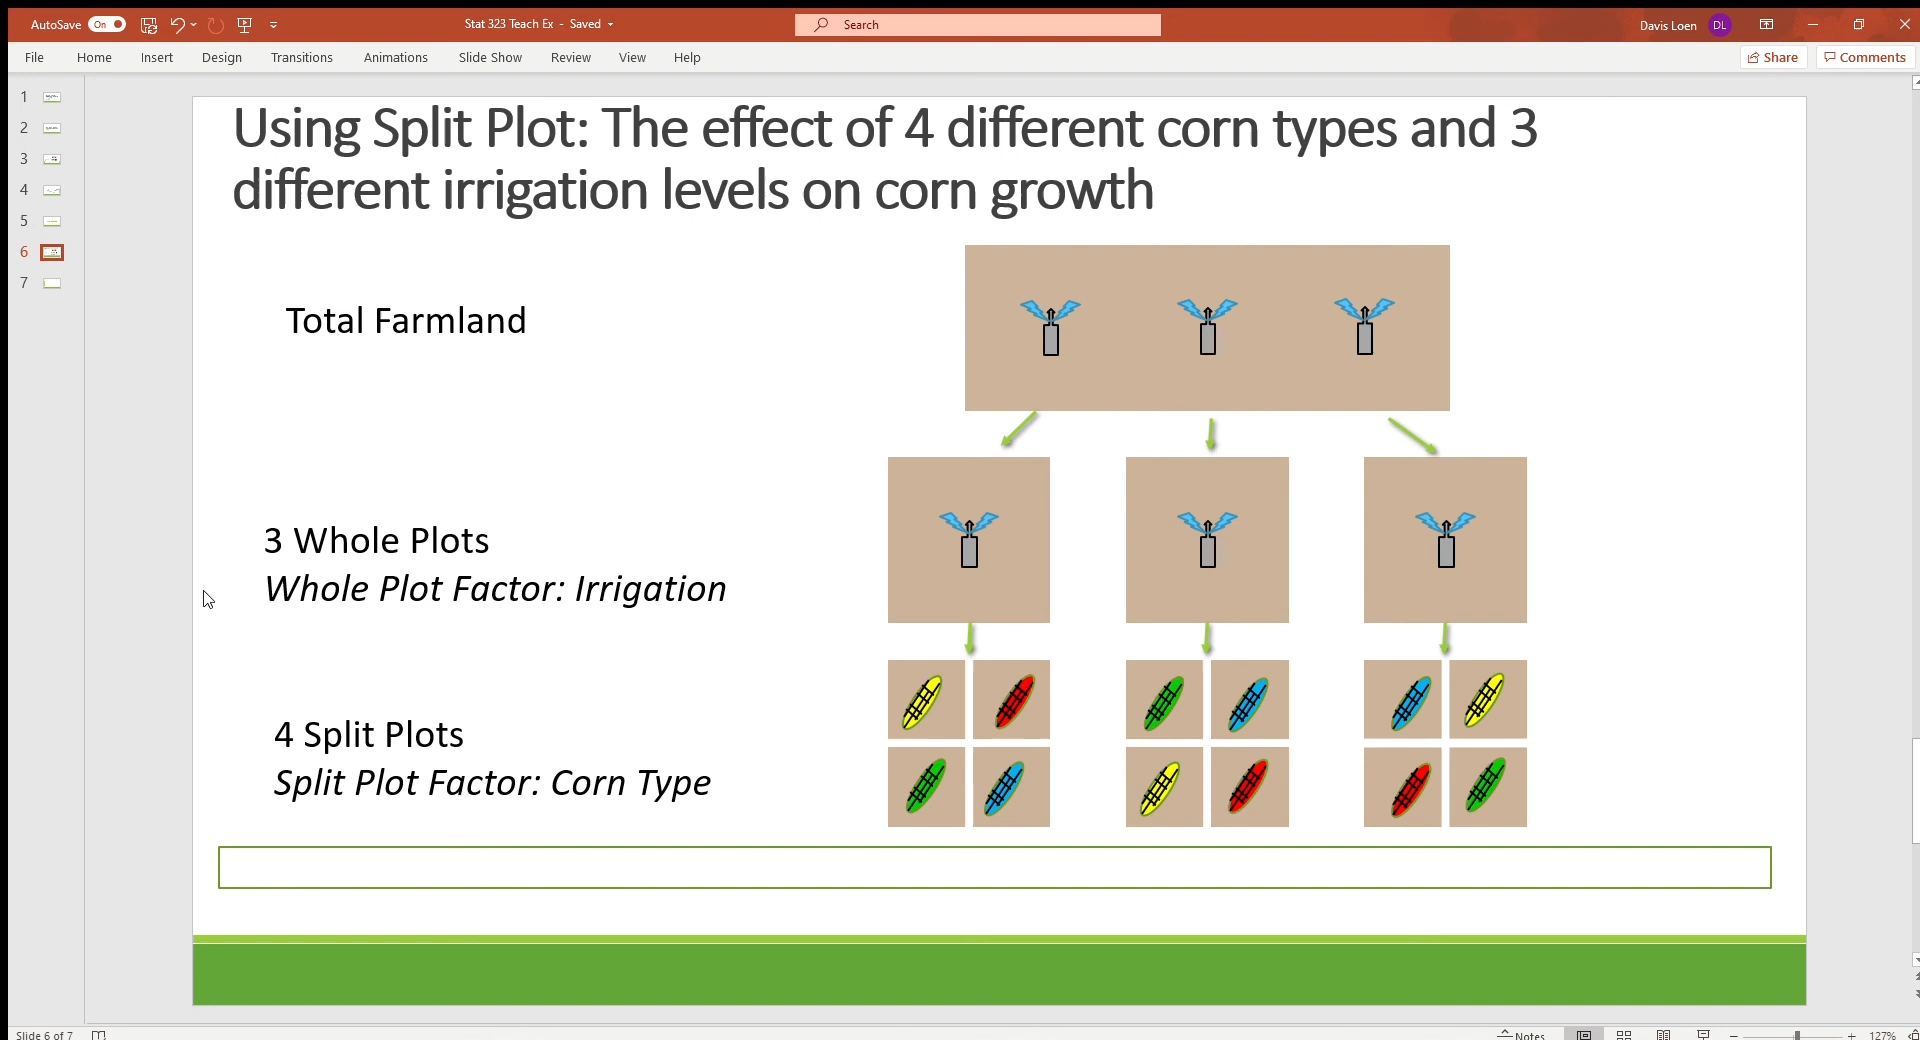 AutoSave On
Stat 323 Teach Ex - Saved
Search
Davis Loen DL
File Home Insert Design Transitions Animations Slide Show Review View Help
Share Comments
1
2
3
4
5
6
7
Using Split Plot: The effect of 4 different corn types and 3
different irrigation levels on corn growth
Total Farmland
3 Whole Plots
Whole Plot Factor: Irrigation
4 Split Plots
Split Plot Factor: Corn Type
Slide 6 of 7
Notes
127%